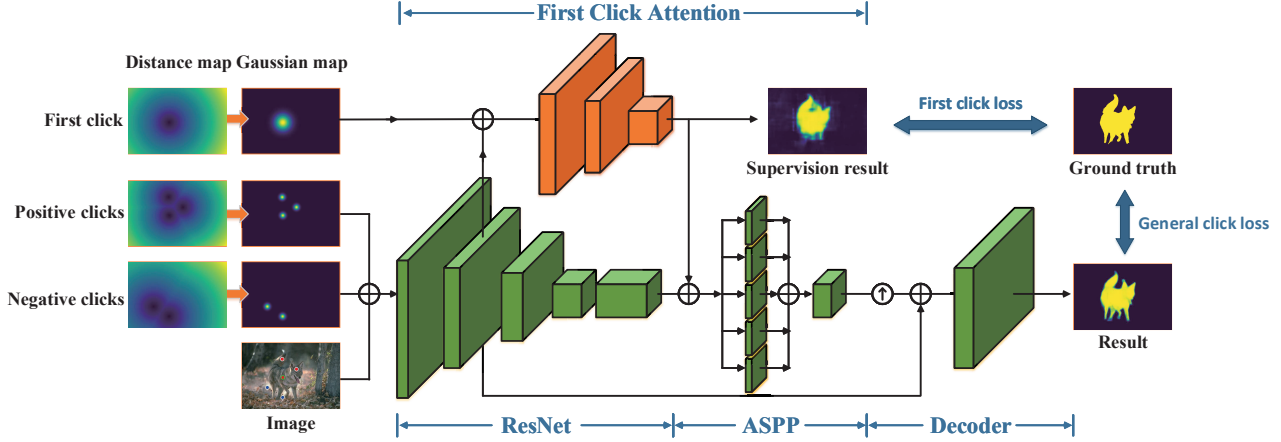 First Click Attention
Distance map Gaussian map
First click
First click loss
Supervision result
Ground truth
Positive clicks
General click loss
Negative clicks
Result
Image
ResNet
ASPP
Decoder